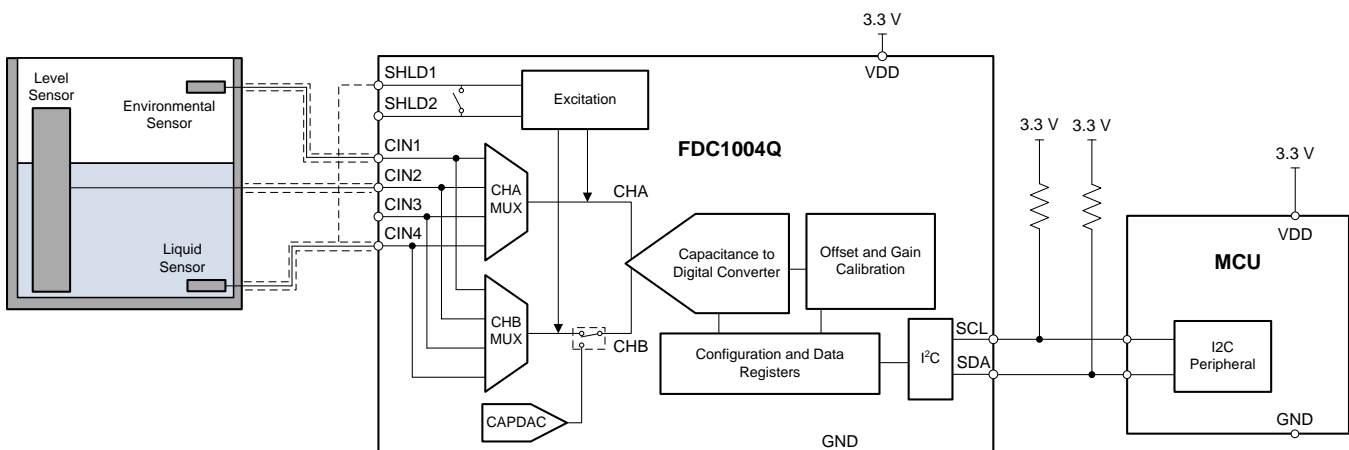 3.3 V
VDD
Level
Sensor
Environmental
Sensor
Liquid
Sensor
SHLD1
SHLD2
CIN1
CIN2
CIN3
CIN4
Excitation
FDC1004Q
CHA
MUX
CHA
CHB
MUX
CHB
CAPDAC
Capacitance to
Digital Converter
Offset and Gain
Calibration
Configuration and Data
Registers
I²C
SCL
SDA
GND
3.3 V
3.3 V
3.3 V
VDD
MCU
I2C
Peripheral
GND